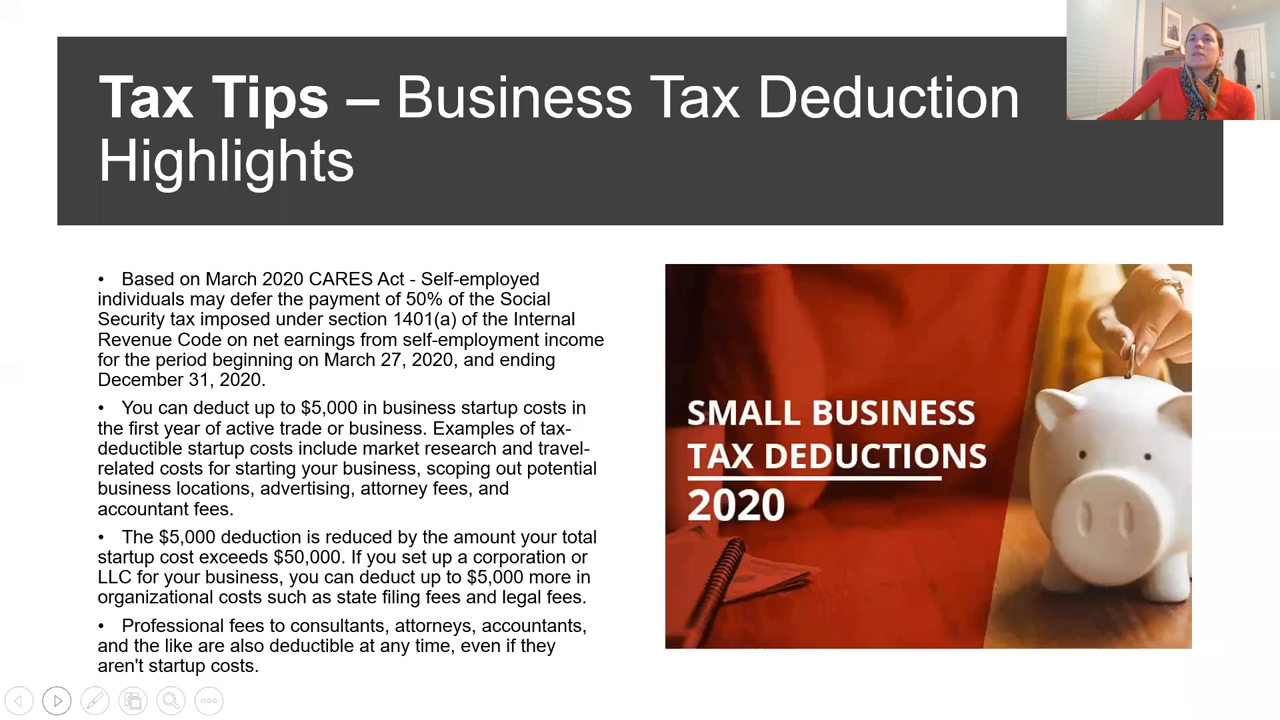 Tax Tips – Business Tax Deduction
Highlights
• Based on March 2020 CARES Act - Self-employed
individuals may defer the payment of 50% of the Social
Security tax imposed under section 1401(a) of the Internal
Revenue Code on net earnings from self-employment income
for the period beginning on March 27, 2020, and ending
December 31, 2020.
• You can deduct up to $5,000 in business startup costs in
the first year of active trade or business. Examples of tax-
deductible startup costs include market research and travel-
related costs for starting your business, scoping out potential
business locations, advertising, attorney fees, and
accountant fees.
• The $5,000 deduction is reduced by the amount your total
startup cost exceeds $50,000. If you set up a corporation or
LLC for your business, you can deduct up to $5,000 more in
organizational costs such as state filing fees and legal fees.
• Professional fees to consultants, attorneys, accountants,
and the like are also deductible at any time, even if they
aren't startup costs.
SMALL BUSINESS
TAX DEDUCTIONS
2020